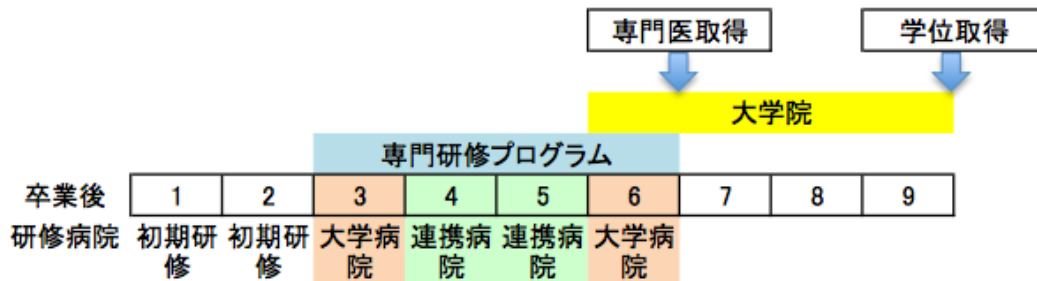 専門医取得 学位取得
大学院
専門研修プログラム
卒業後 1 2 3 4 5 6 7 8 9
研修病院 初期研修 初期研修 大学病院 連携病院 連携病院 大学病院